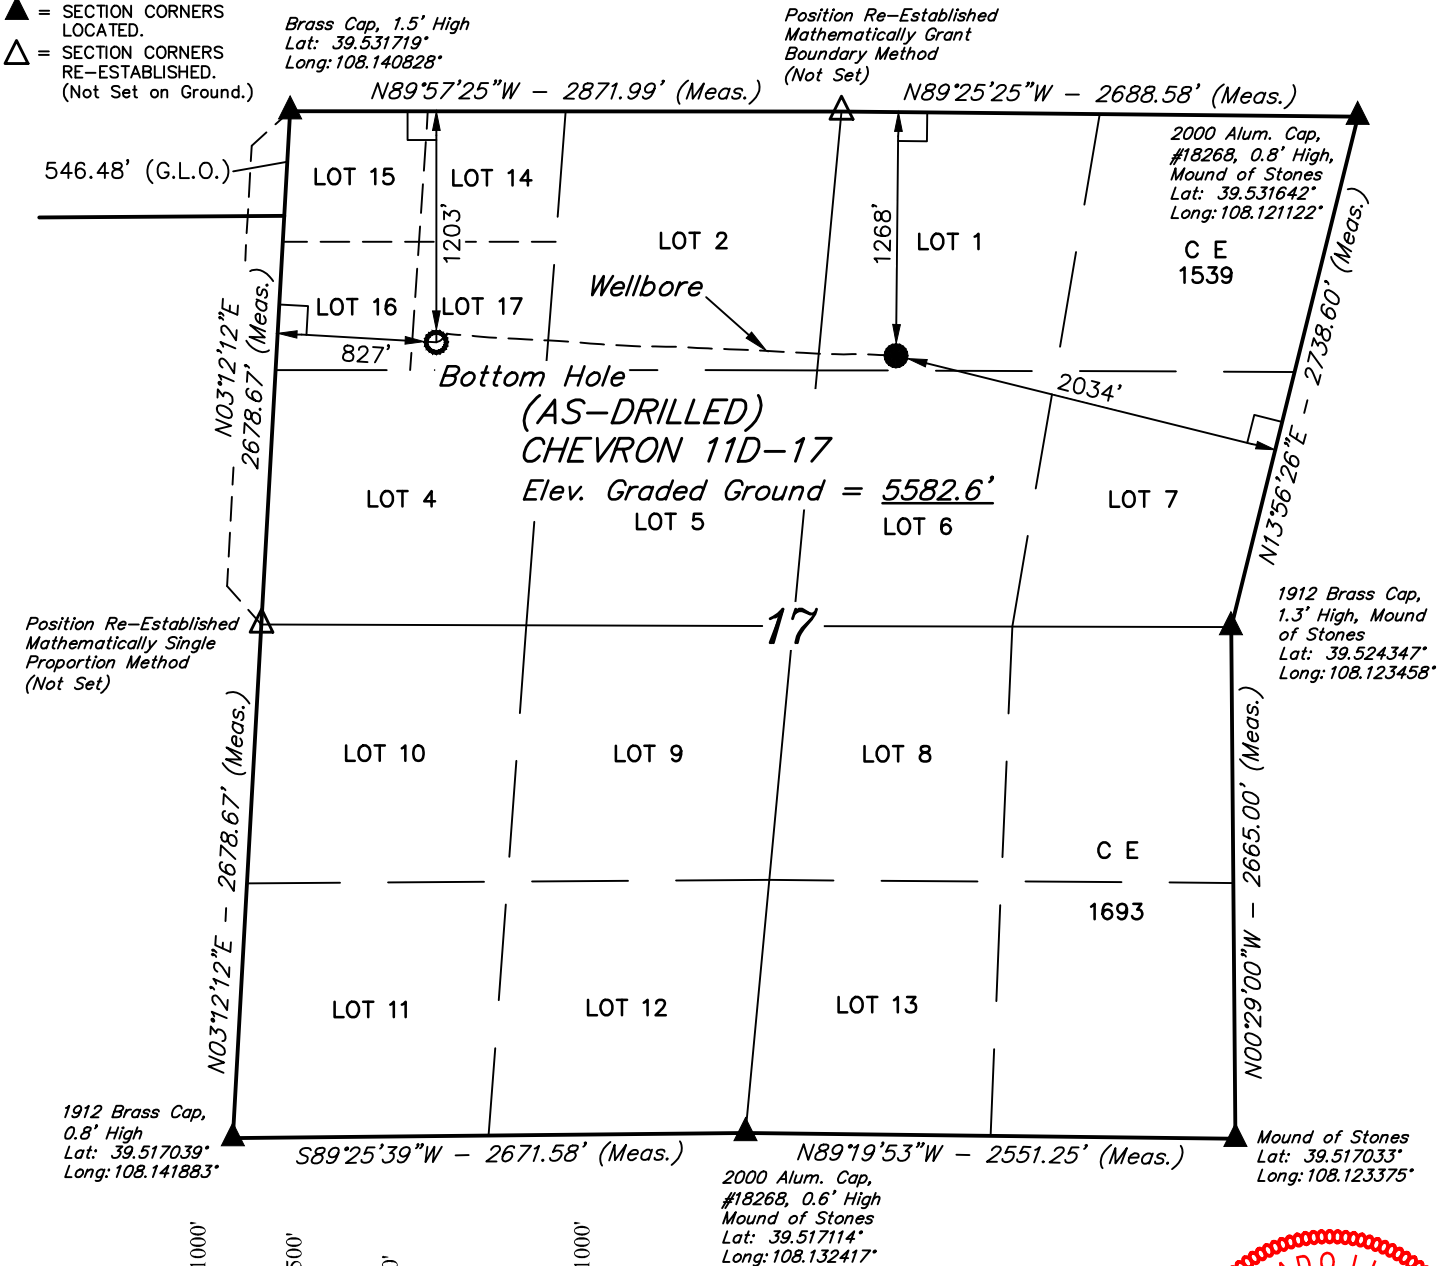 = SECTION CORNERS
LOCATED.
= SECTION CORNERS
RE-ESTABLISHED.
(Not Set on Ground.)
Brass Cap, 1.5' High
Lat: 39.531719°
Long: 108.140828°
Position Re-Established
Mathematically Grant
Boundary Method
(Not Set)
N89°57'25"W - 2871.99' (Meas.)
N89°25'25"W - 2688.58' (Meas.)
2000 Alum. Cap,
#18268, 0.8' High,
Mound of Stones
Lat: 39.531642°
Long: 108.121122°
546.48' (G.L.O.)
LOT 15
LOT 14
1203'
LOT 2
1268'
LOT 1
C E
1539
N13°56'26"E - 2738.60' (Meas.)
Wellbore
LOT 16
LOT 17
827'
N03°12'12"E
2678.67' (Meas.)
Bottom Hole
(AS-DRILLED)
CHEVRON 11D-17
Elev. Graded Ground = 5582.6'
2034'
LOT 4
LOT 5
LOT 6
LOT 7
1912 Brass Cap,
1.3' High, Mound
of Stones
Lat: 39.524347°
Long: 108.123458°
Position Re-Established
Mathematically Single
Proportion Method
(Not Set)
17
N03°12'12"E - 2678.67' (Meas.)
LOT 10
LOT 9
LOT 8
C E
1693
N00°29'00"W - 2665.00' (Meas.)
LOT 11
LOT 12
LOT 13
1912 Brass Cap,
0.8' High
Lat: 39.517039°
Long: 108.141883°
S89°25'39"W - 2671.58' (Meas.)
N89°19'53"W - 2551.25' (Meas.)
Mound of Stones
Lat: 39.517033°
Long: 108.123375°
2000 Alum. Cap,
#18268, 0.6' High
Mound of Stones
Lat: 39.517114°
Long: 108.132417°
1000'
500'
0'
1000'